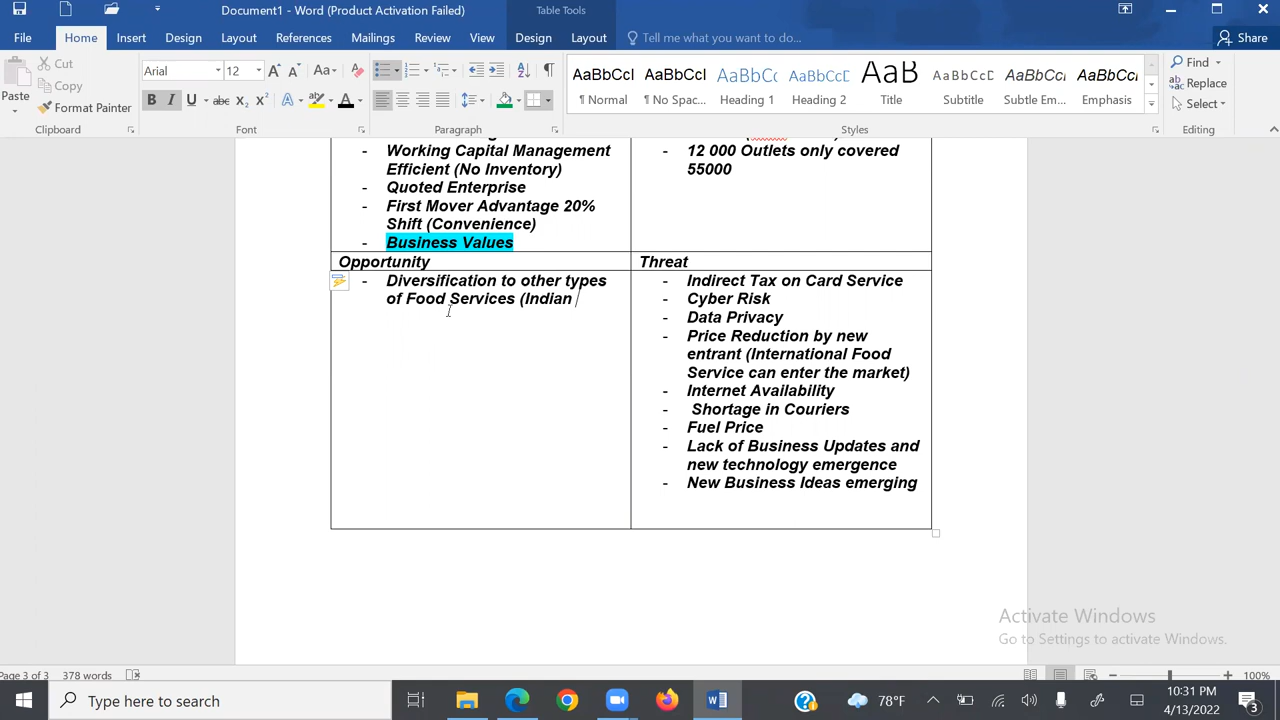 Document1 - Word (Product Activation Failed)
Table Tools
File
Home
Insert
Design
Layout
References
Mailings
Review
View
Design
Layout
Tell me what you want to do...
Share
Paste
Cut
Copy
Format Painter
Clipboard
Arial
12
Font
Paragraph
AaBbCcI
¶ Normal
AaBbCcI
¶ No Spac...
AaBbCc
Heading 1
AaBbCcD
Heading 2
AaB
Title
AaBbCcD
Subtitle
AaBbCcI
Subtle Em...
AaBbCcI
Emphasis
Styles
Find
Replace
Select
Editing
- Working Capital Management
Efficient (No Inventory)
- Quoted Enterprise
- First Mover Advantage 20%
Shift (Convenience)
- Business Values
- 12 000 Outlets only covered
55000
Opportunity
Threat
- Diversification to other types
of Food Services (Indian
- Indirect Tax on Card Service
- Cyber Risk
- Data Privacy
- Price Reduction by new
entrant (International Food
Service can enter the market)
- Internet Availability
- Shortage in Couriers
- Fuel Price
- Lack of Business Updates and
new technology emergence
- New Business Ideas emerging
Activate Windows
Go to Settings to activate Windows.
Page 3 of 3
378 words
100%
Type here to search
78°F
10:31 PM
4/13/2022
3